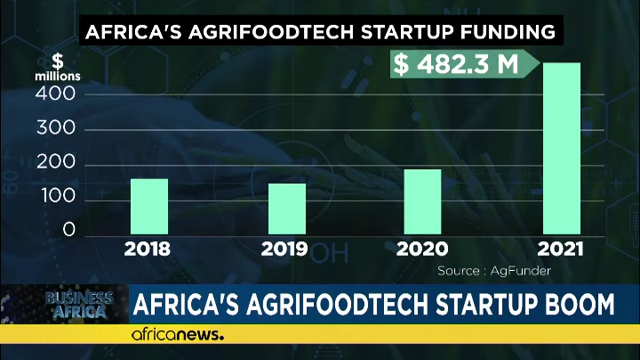 AFRICA'S AGRIFOODTECH STARTUP FUNDING
$
millions
$ 482.3 M
400
300
200
100
0
2018 2019 2020 2021
OH
Source : AgFunder
BUSINESS
AFRICA
AFRICA'S AGRIFOODTECH STARTUP BOOM
africanews.